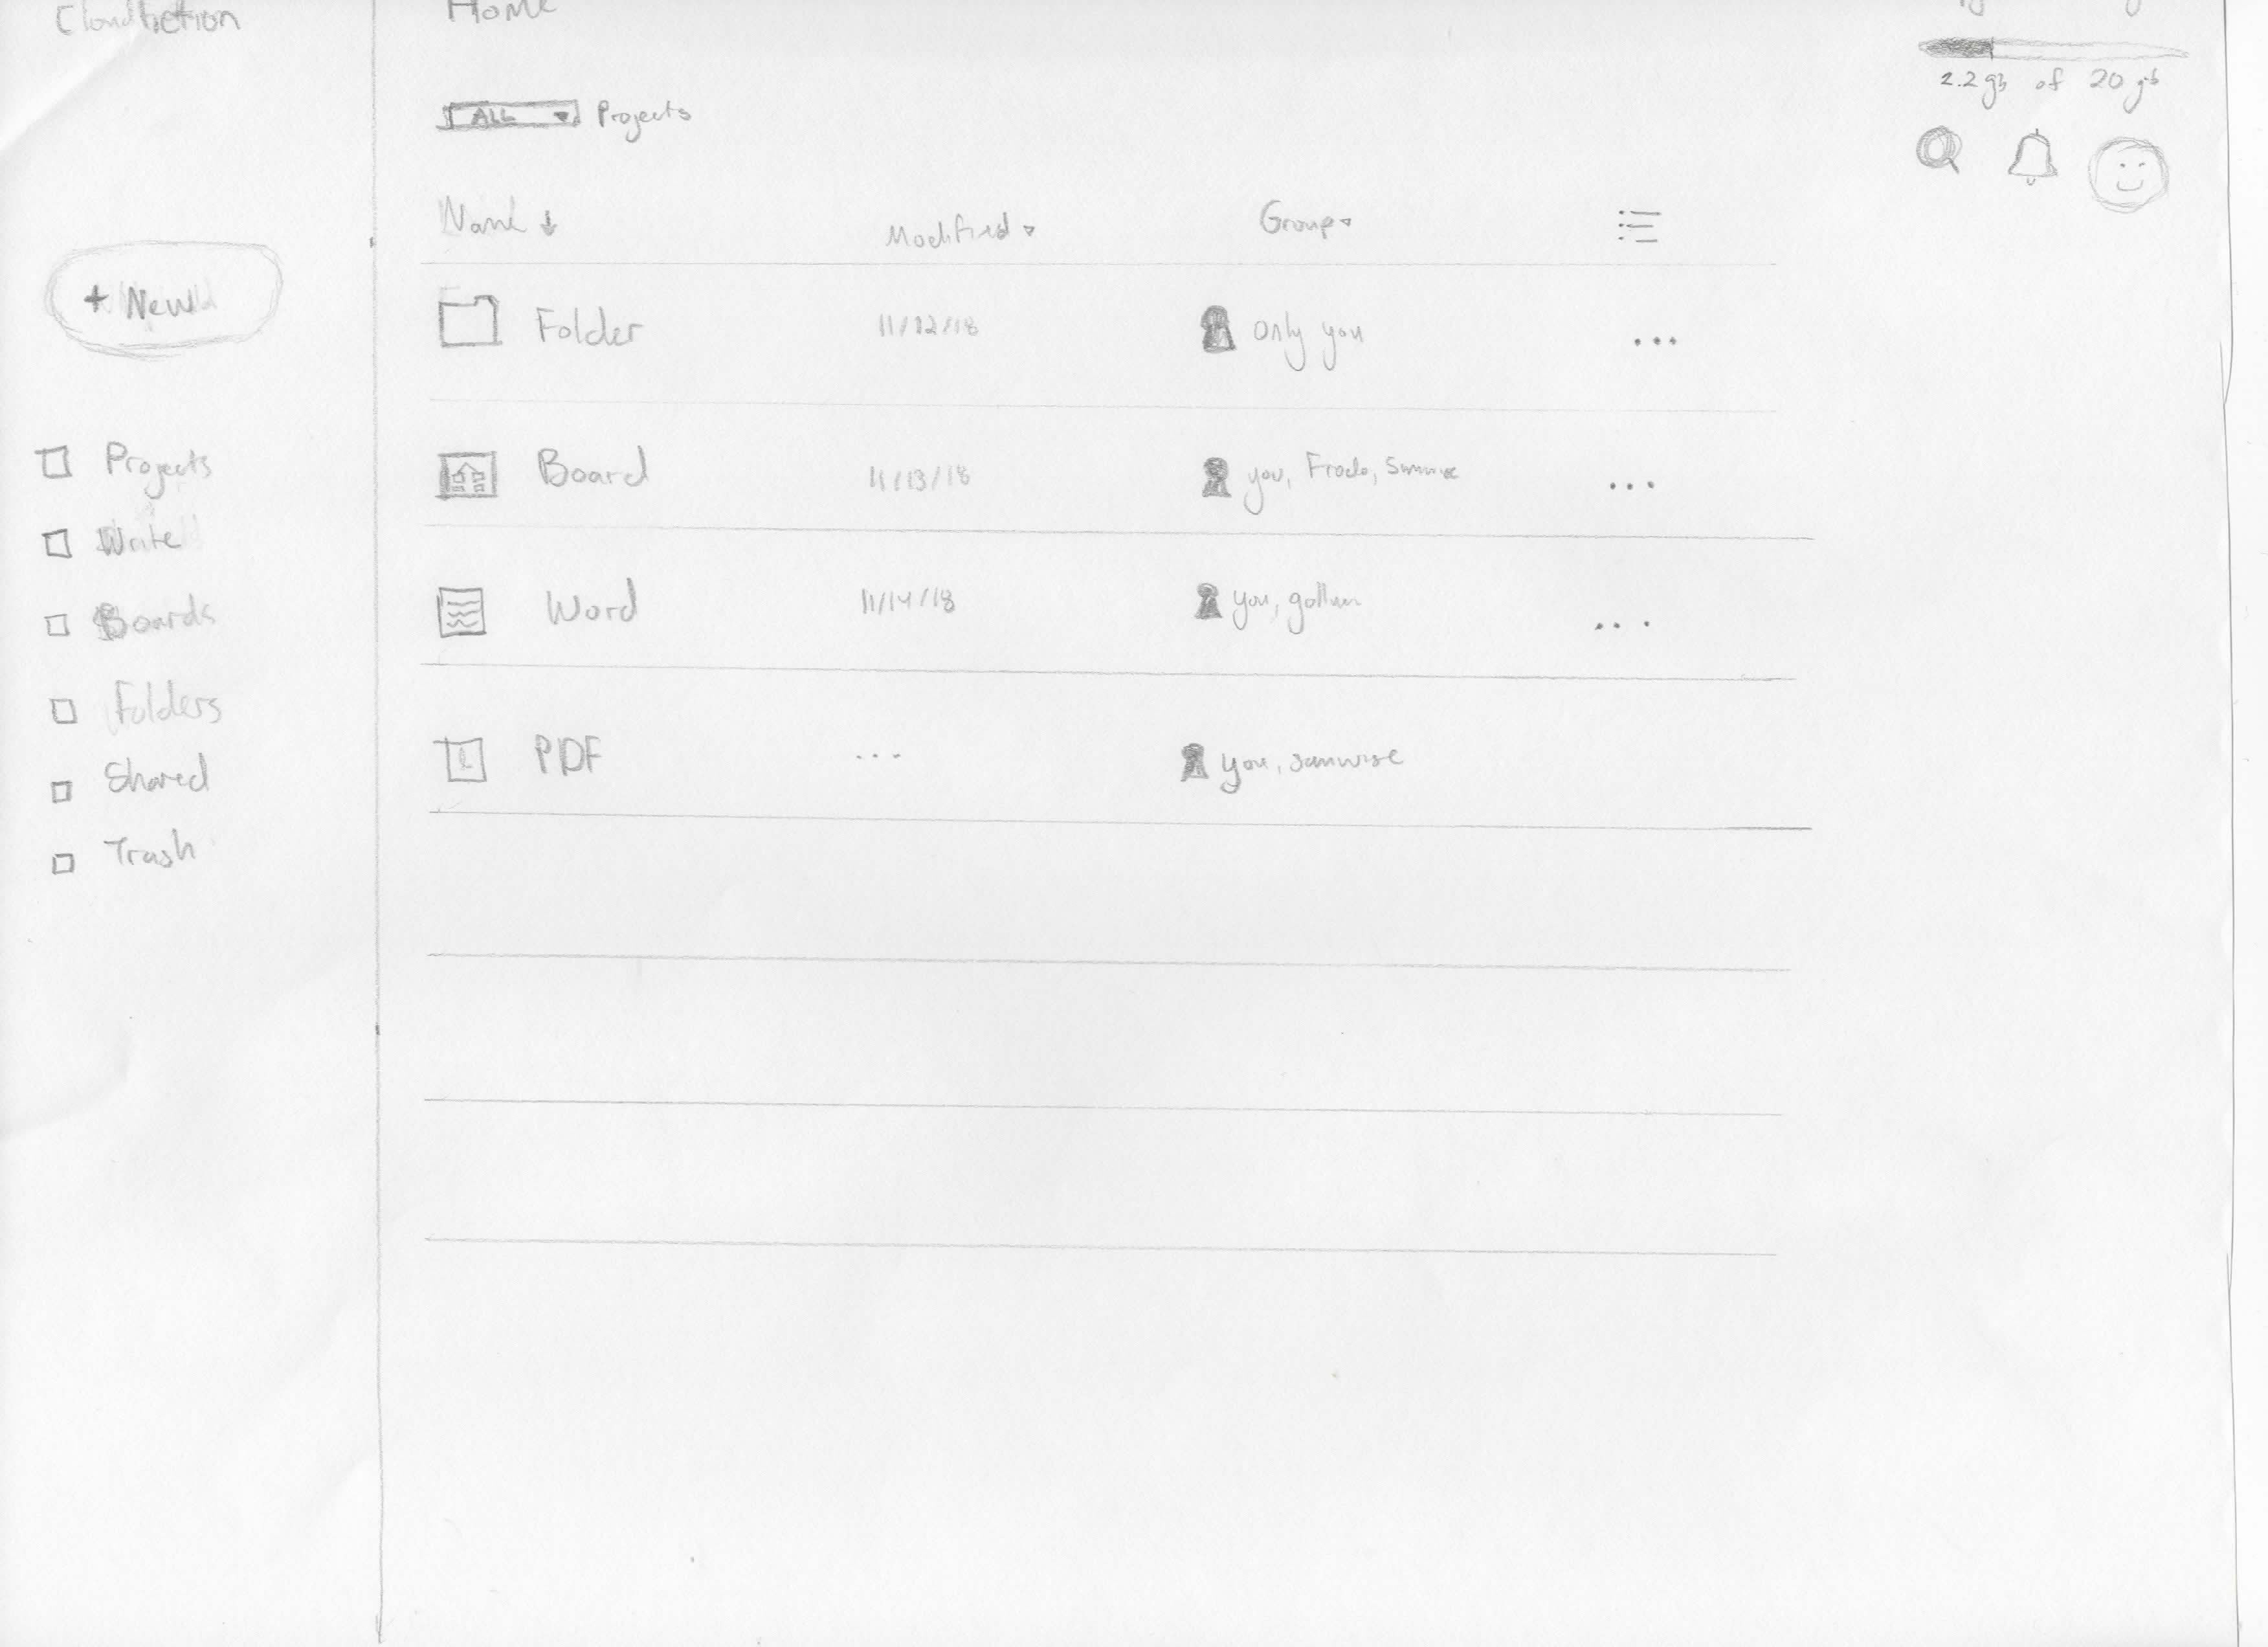 Cloudfiction
Home
2.2gb of 20 gb
ALL Projects
Name Modified Group
+ New
Folder 11/12/18 only you ...
Projects
Board 11/13/18 you, Frodo, Samwise ...
Write
Word 11/14/18 you, gollum ...
Boards
Folders
PDF ... you, samwise
Shared
Trash